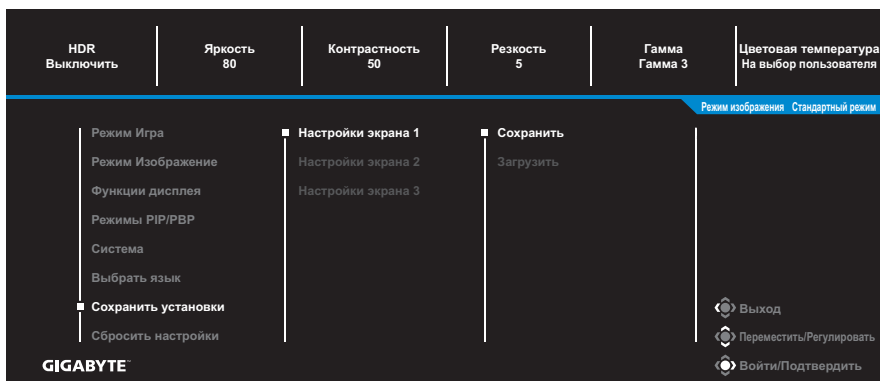 HDR
Выключить
Яркость
80
Контрастность
50
Резкость
5
Гамма
Гамма 3
Цветовая температура
На выбор пользователя
Режим изображения Стандартный режим
Режим Игра
Режим Изображение
Функции дисплея
Режимы PIP/PBP
Система
Выбрать язык
Сохранить установки
Сбросить настройки
Настройки экрана 1
Настройки экрана 2
Настройки экрана 3
Сохранить
Загрузить
Выход
Переместить/Регулировать
Войти/Подтвердить
GIGABYTE™